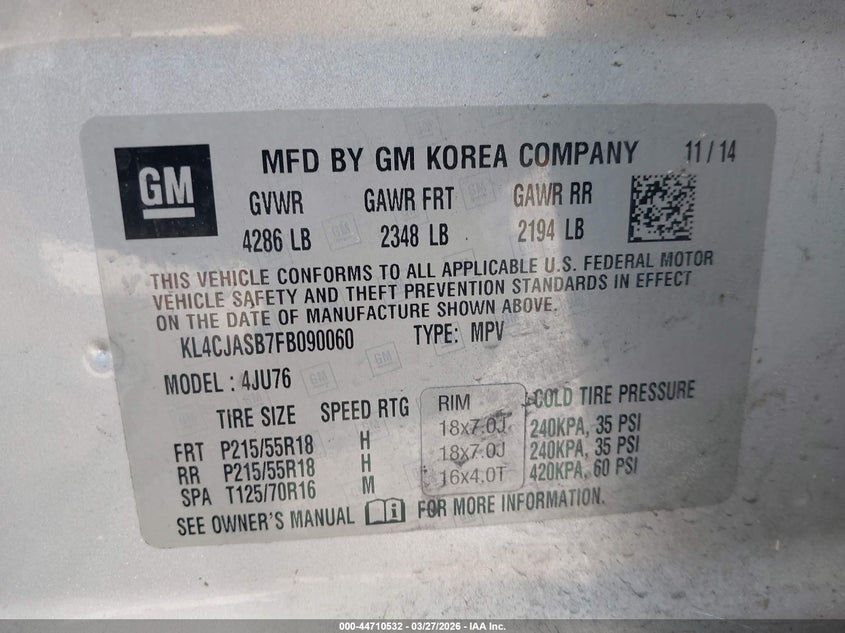 GM
MFD BY GM KOREA COMPANY 11/14
GVWR GAWR FRT GAWR RR
4286 LB 2348 LB 2194 LB
THIS VEHICLE CONFORMS TO ALL APPLICABLE U.S. FEDERAL MOTOR
VEHICLE SAFETY AND THEFT PREVENTION STANDARDS IN EFFECT
ON THE DATE OF MANUFACTURE SHOWN ABOVE.
KL4CJASB7FB090060 TYPE: MPV
MODEL : 4JU76
TIRE SIZE SPEED RTG RIM COLD TIRE PRESSURE
FRT P215/55R18 H 18x7.0J 240KPA, 35 PSI
RR P215/55R18 H 18x7.0J 240KPA, 35 PSI
SPA T125/70R16 M 16x4.0T 420KPA, 60 PSI
SEE OWNER'S MANUAL i FOR MORE INFORMATION.
000-44710532 - 03/27/2026 - IAA Inc.